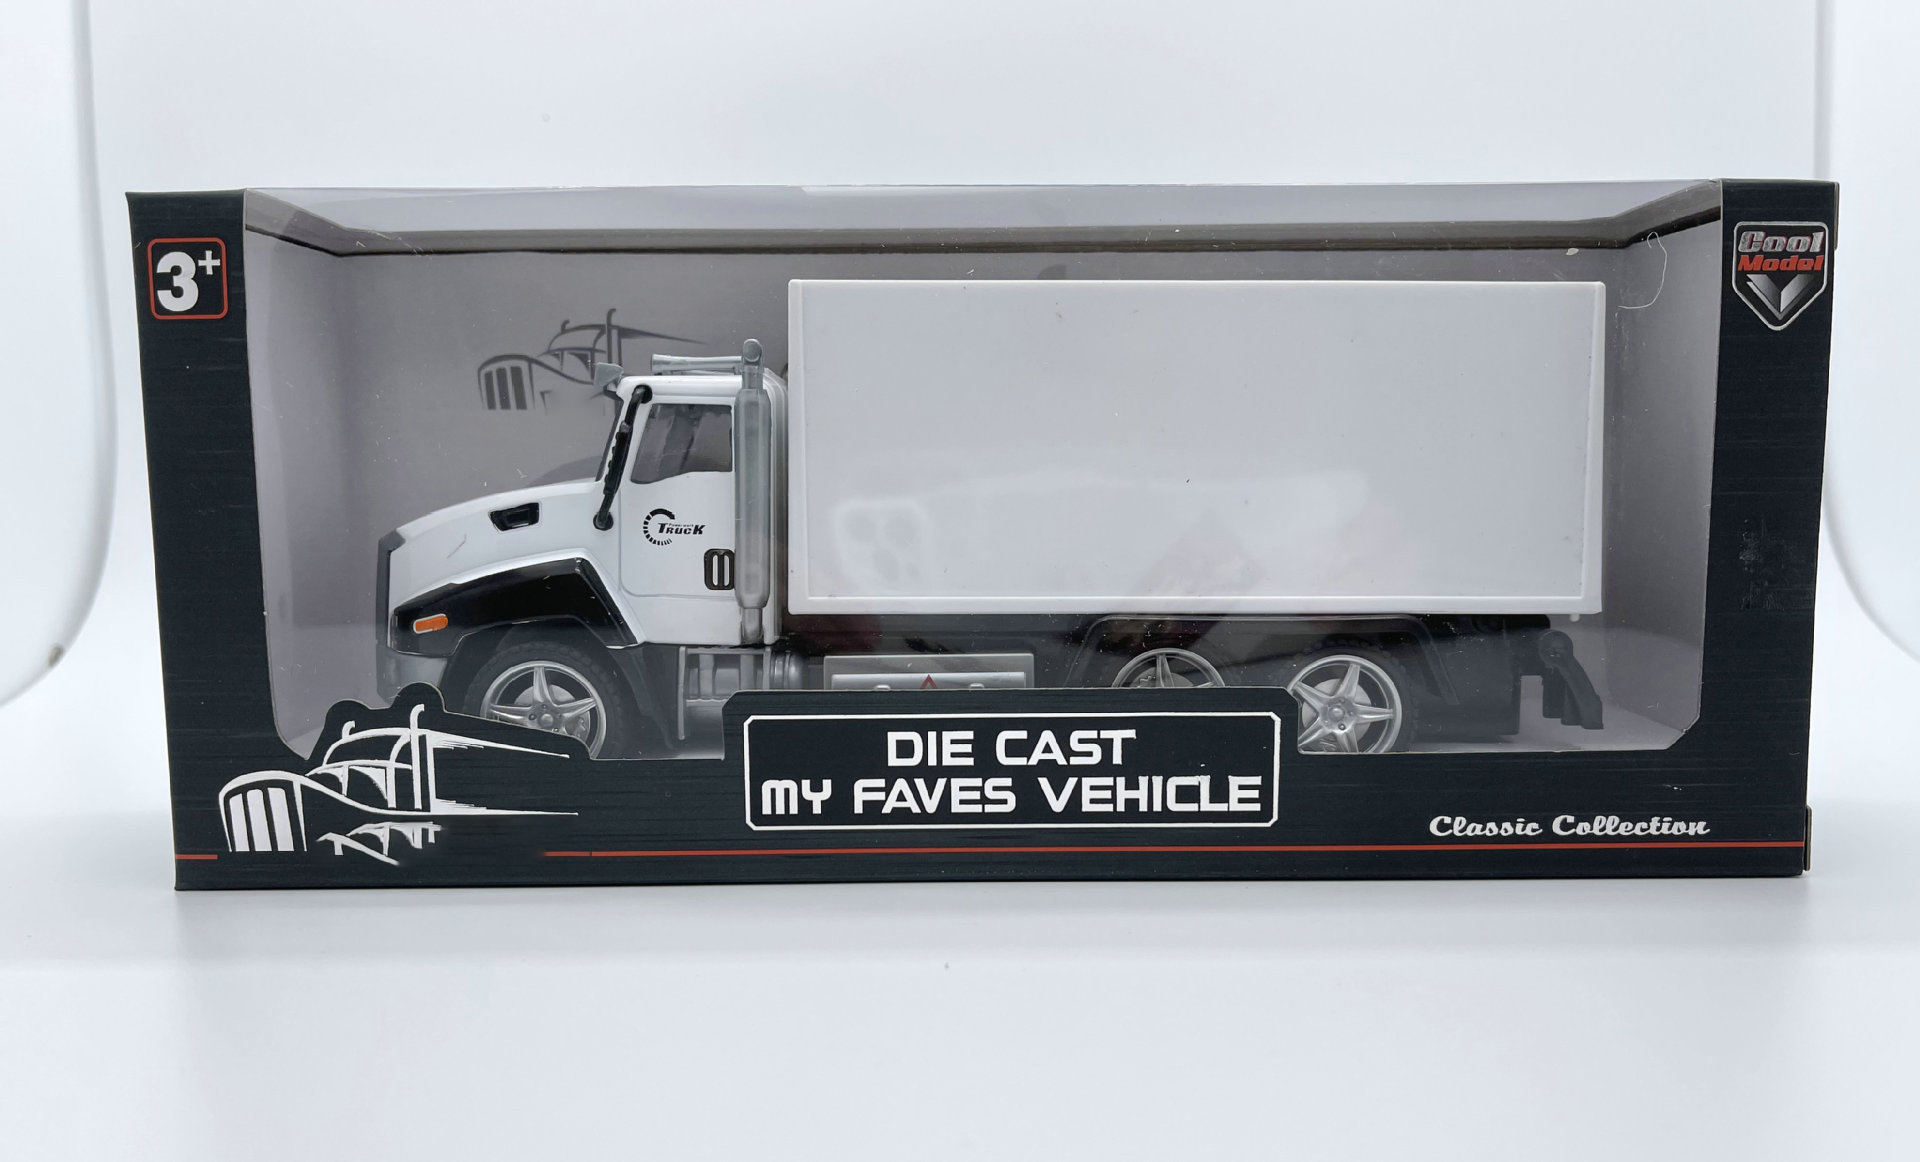 3+
Cool
Model
TRUCK
DIE CAST
MY FAVES VEHICLE
Classic Collection